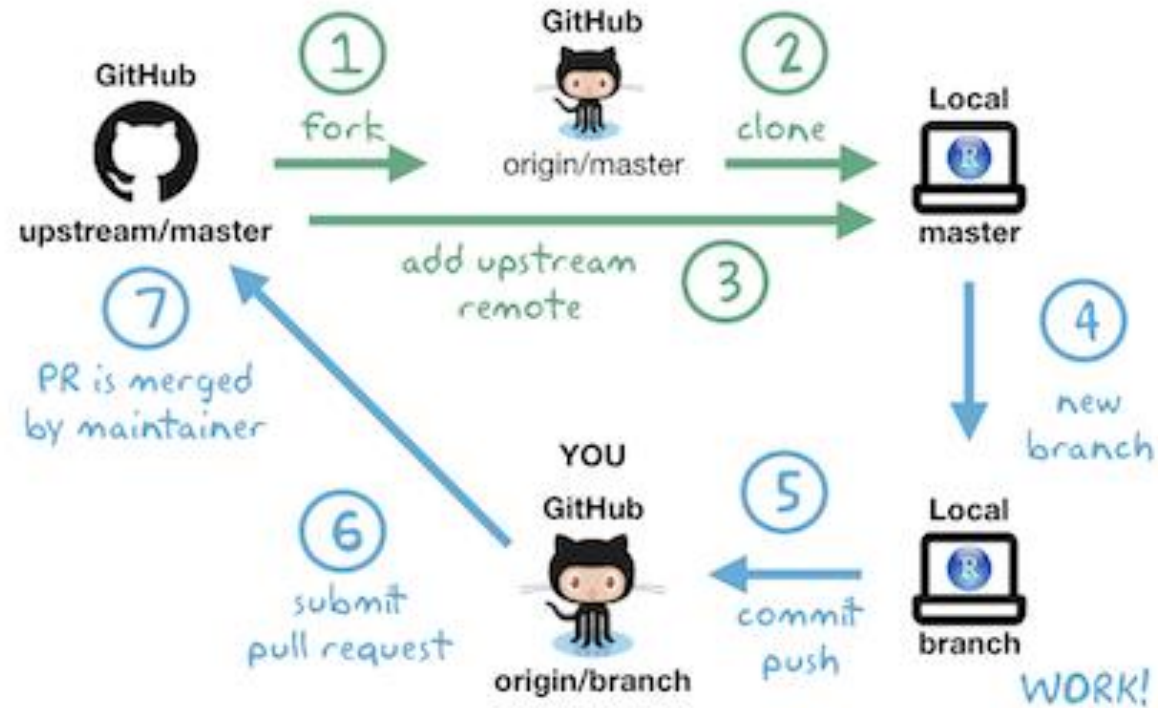 1
fork
GitHub
upstream/master
GitHub
origin/master
2
clone
Local
R
master
add upstream
remote
3
4
new
branch
Local
R
branch
WORK!
5
commit
push
YOU
GitHub
origin/branch
6
submit
pull request
7
PR is merged
by maintainer